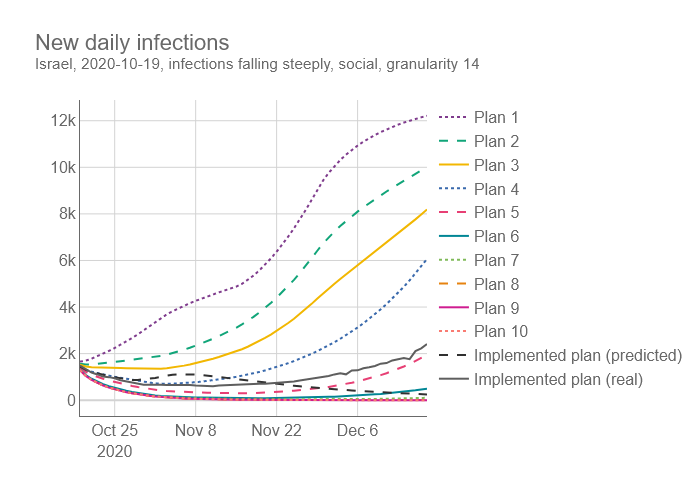 New daily infections
Israel, 2020-10-19, infections falling steeply, social, granularity 14
12k
10k
8k
6k
4k
2k
0
Oct 25
2020
Nov 8
Nov 22
Dec 6
Plan 1
Plan 2
Plan 3
Plan 4
Plan 5
Plan 6
Plan 7
Plan 8
Plan 9
Plan 10
Implemented plan (predicted)
Implemented plan (real)